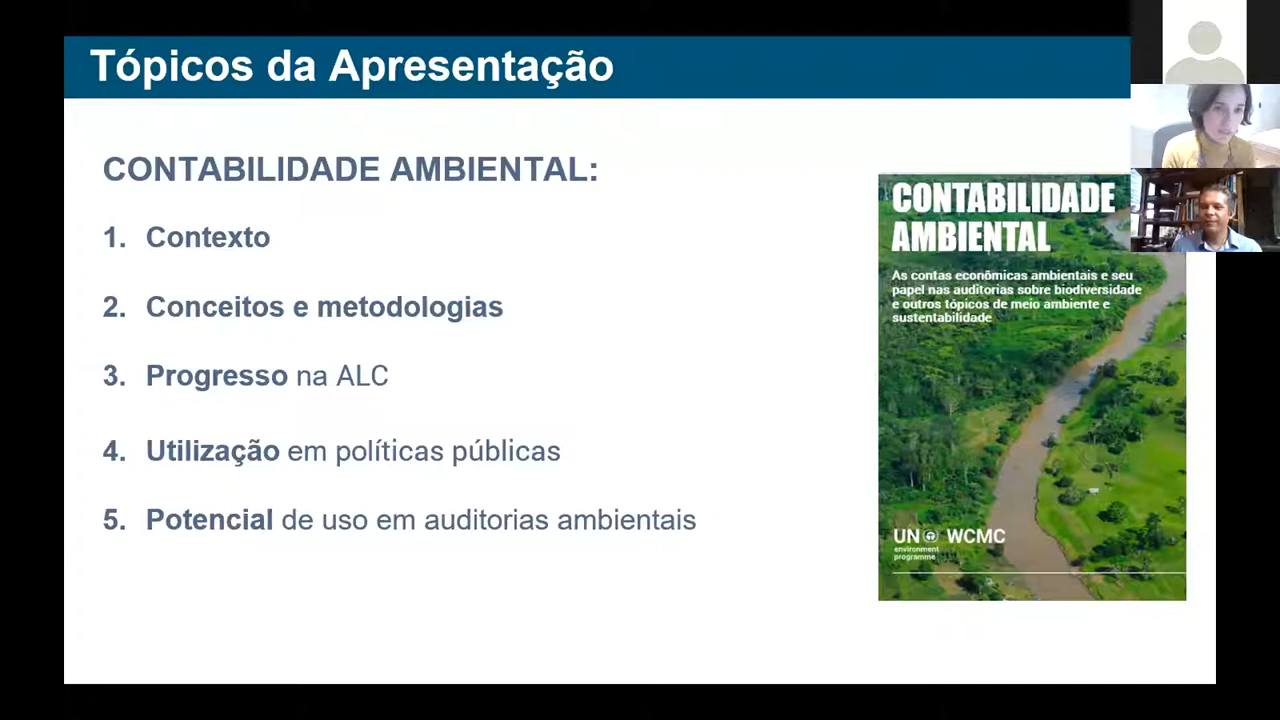 Tópicos da Apresentação
CONTABILIDADE AMBIENTAL:
1. Contexto
2. Conceitos e metodologias
3. Progresso na ALC
4. Utilização em políticas públicas
5. Potencial de uso em auditorias ambientais
CONTABILIDADE
AMBIENTAL
As contas econômicas ambientais e seu
papel nas auditorias sobre biodiversidade
e outros tópicos de meio ambiente e
sustentabilidade
UN WCMC
environment
programme